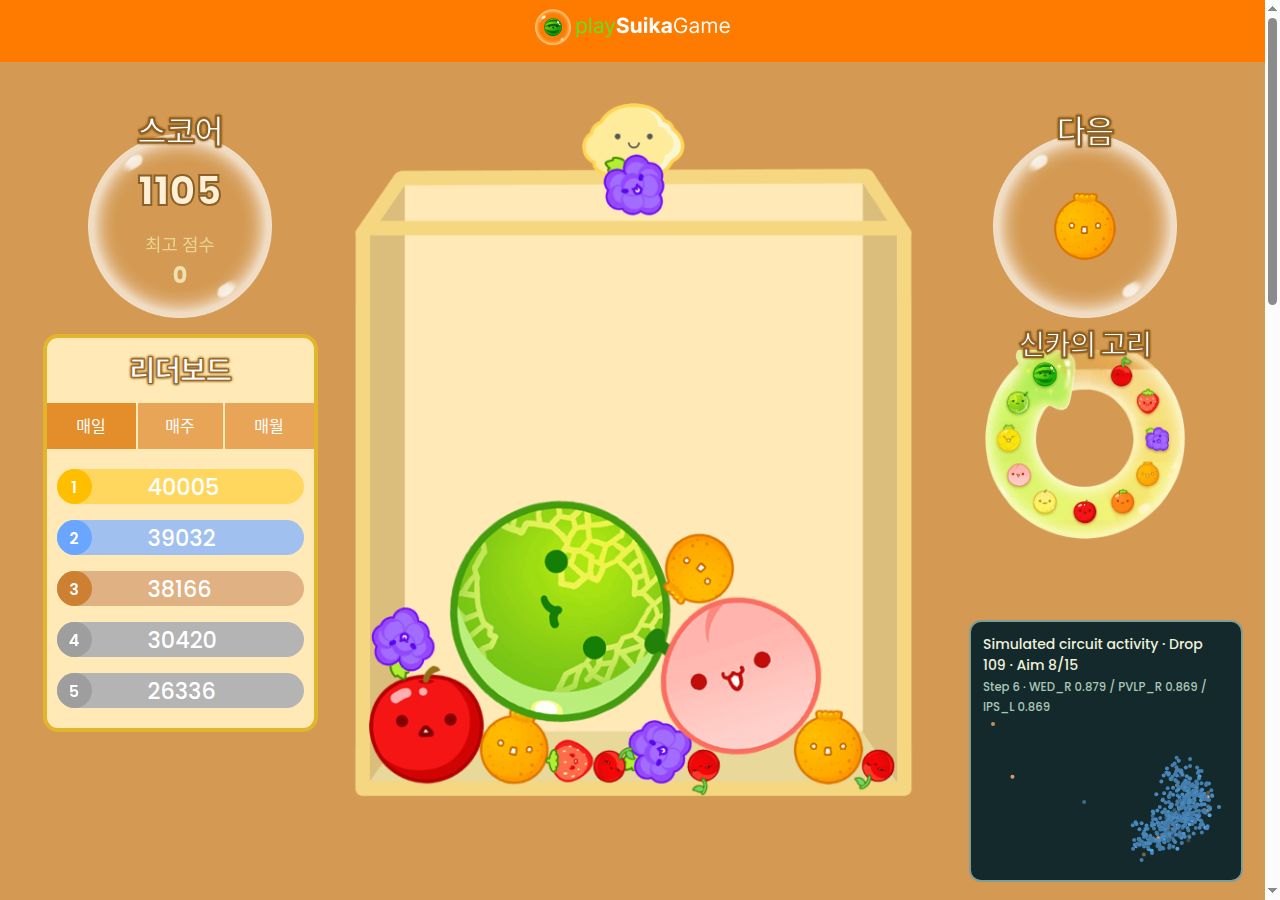 playSuikaGame
스코어
1105
최고 점수
0
다음
리더보드
매일
매주
매월
1 40005
2 39032
3 38166
4 30420
5 26336
신카의 고리
Simulated circuit activity · Drop
109 · Aim 8/15
Step 6 · WED_R 0.879 / PVLP_R 0.869 /
IPS_L 0.869